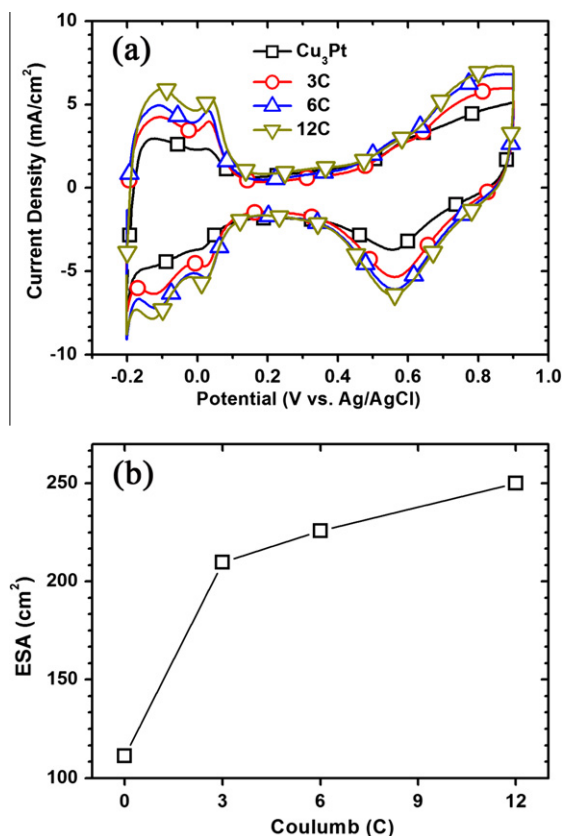 (a)
Cu₃Pt
3C
6C
12C
10
5
0
-5
-10
Current Density (mA/cm²)
-0.2 0.0 0.2 0.4 0.6 0.8 1.0
Potential (V vs. Ag/AgCl)
(b)
250
200
150
100
ESA (cm²)
0 3 6 9 12
Coulumb (C)